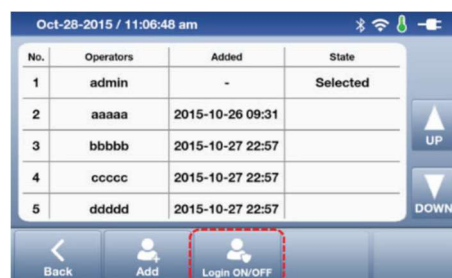 Oct-28-2015 / 11:06:48 am
No. Operators Added State
1 admin - Selected
2 aaaaa 2015-10-26 09:31
3 bbbbb 2015-10-27 22:57
4 ccccc 2015-10-27 22:57
5 ddddd 2015-10-27 22:57
UP
DOWN
Back Add Login ON/OFF